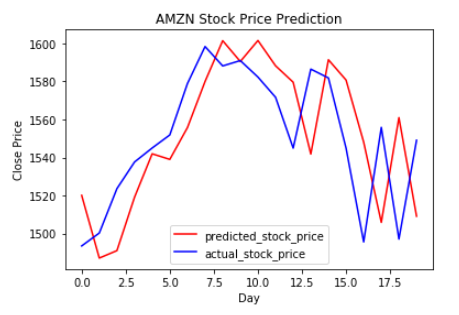 AMZN Stock Price Prediction
1600
1580
1560
1540
1520
1500
Close Price
predicted_stock_price
actual_stock_price
0.0 2.5 5.0 7.5 10.0 12.5 15.0 17.5
Day